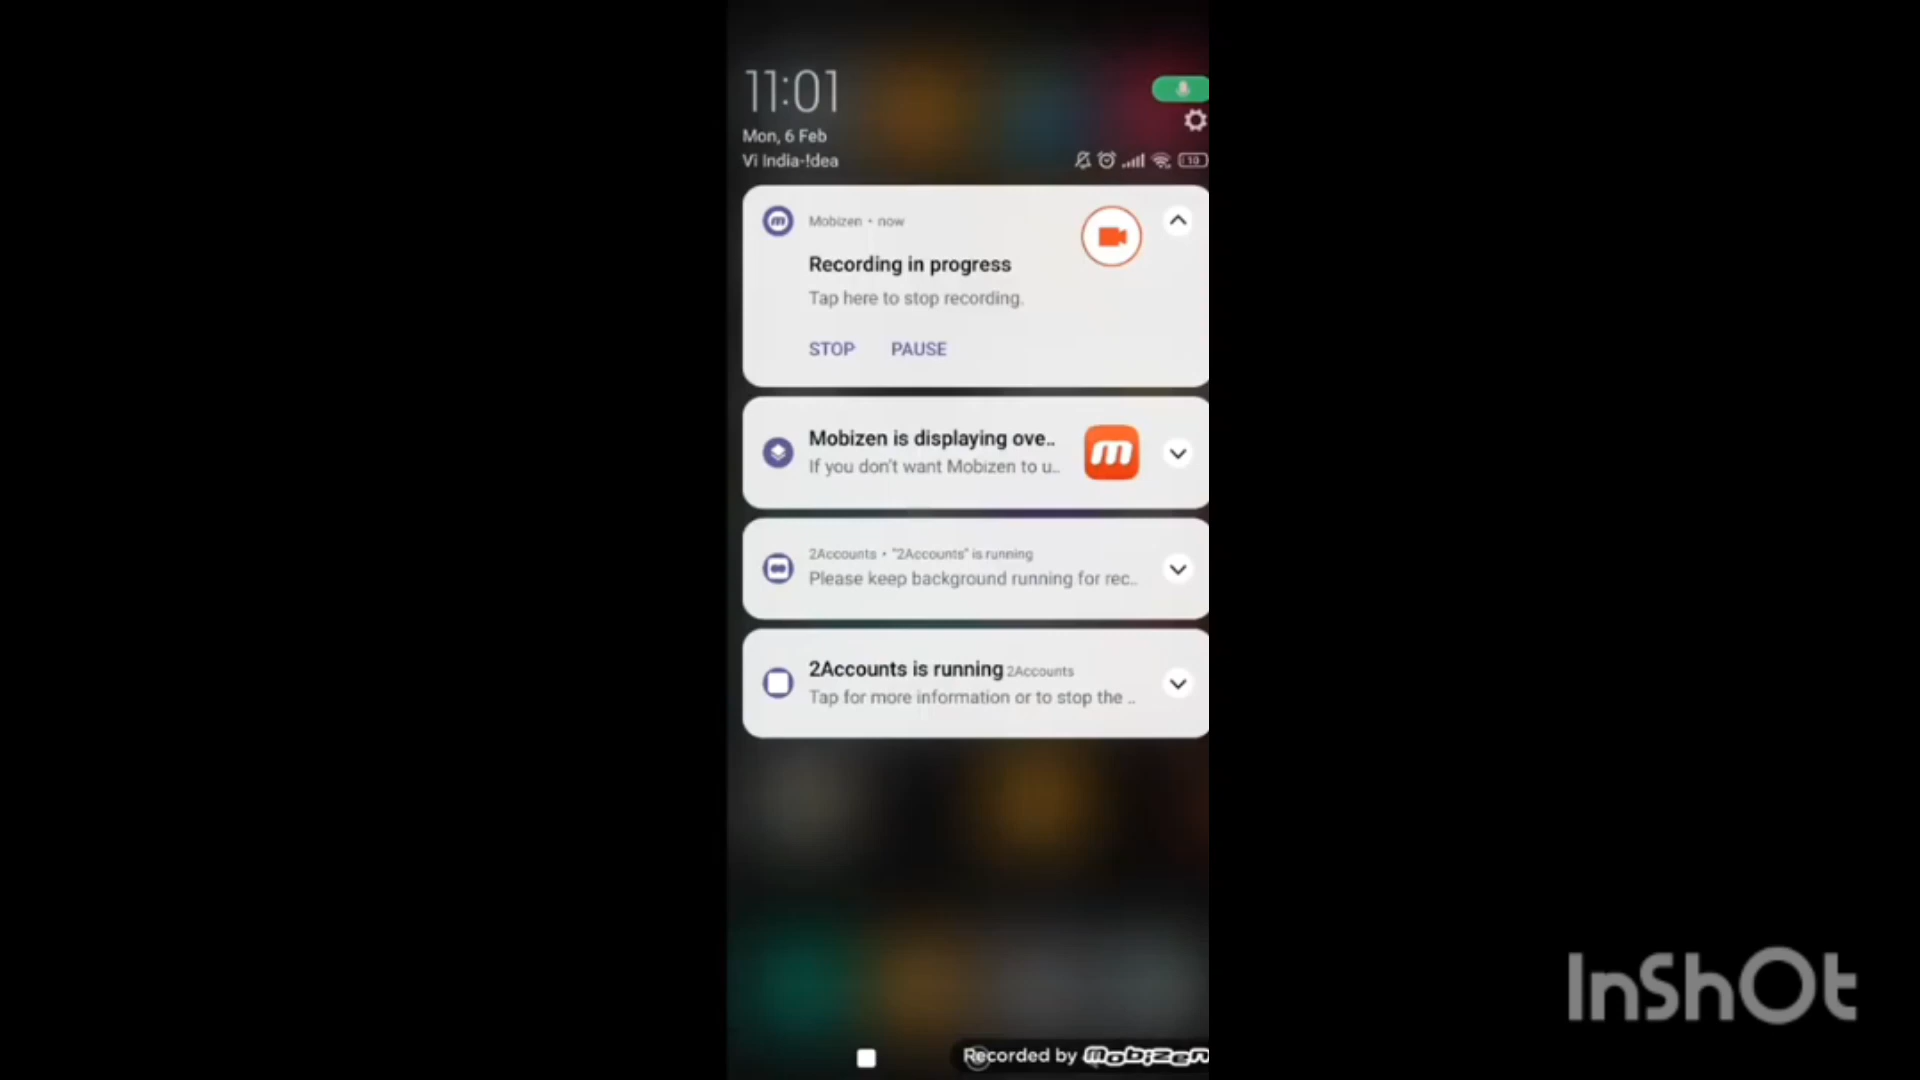 11:01
Mon, 6 Feb
Vi India-!dea
10
Mobizen • now
Recording in progress
Tap here to stop recording.
STOP PAUSE
Mobizen is displaying ove..
If you don't want Mobizen to u..
m
2Accounts • "2Accounts" is running
Please keep background running for rec..
2Accounts is running 2Accounts
Tap for more information or to stop the ..
InShOt
Recorded by mobizen